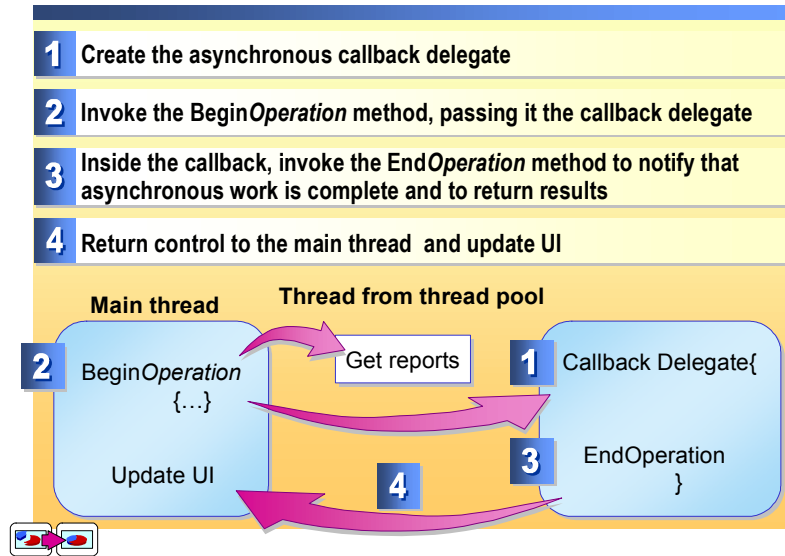 1 Create the asynchronous callback delegate
2 Invoke the BeginOperation method, passing it the callback delegate
3 Inside the callback, invoke the EndOperation method to notify that
asynchronous work is complete and to return results
4 Return control to the main thread and update UI
Main thread
Thread from thread pool
2
BeginOperation
{…}
Update UI
Get reports
1
Callback Delegate{
3
EndOperation
}
4